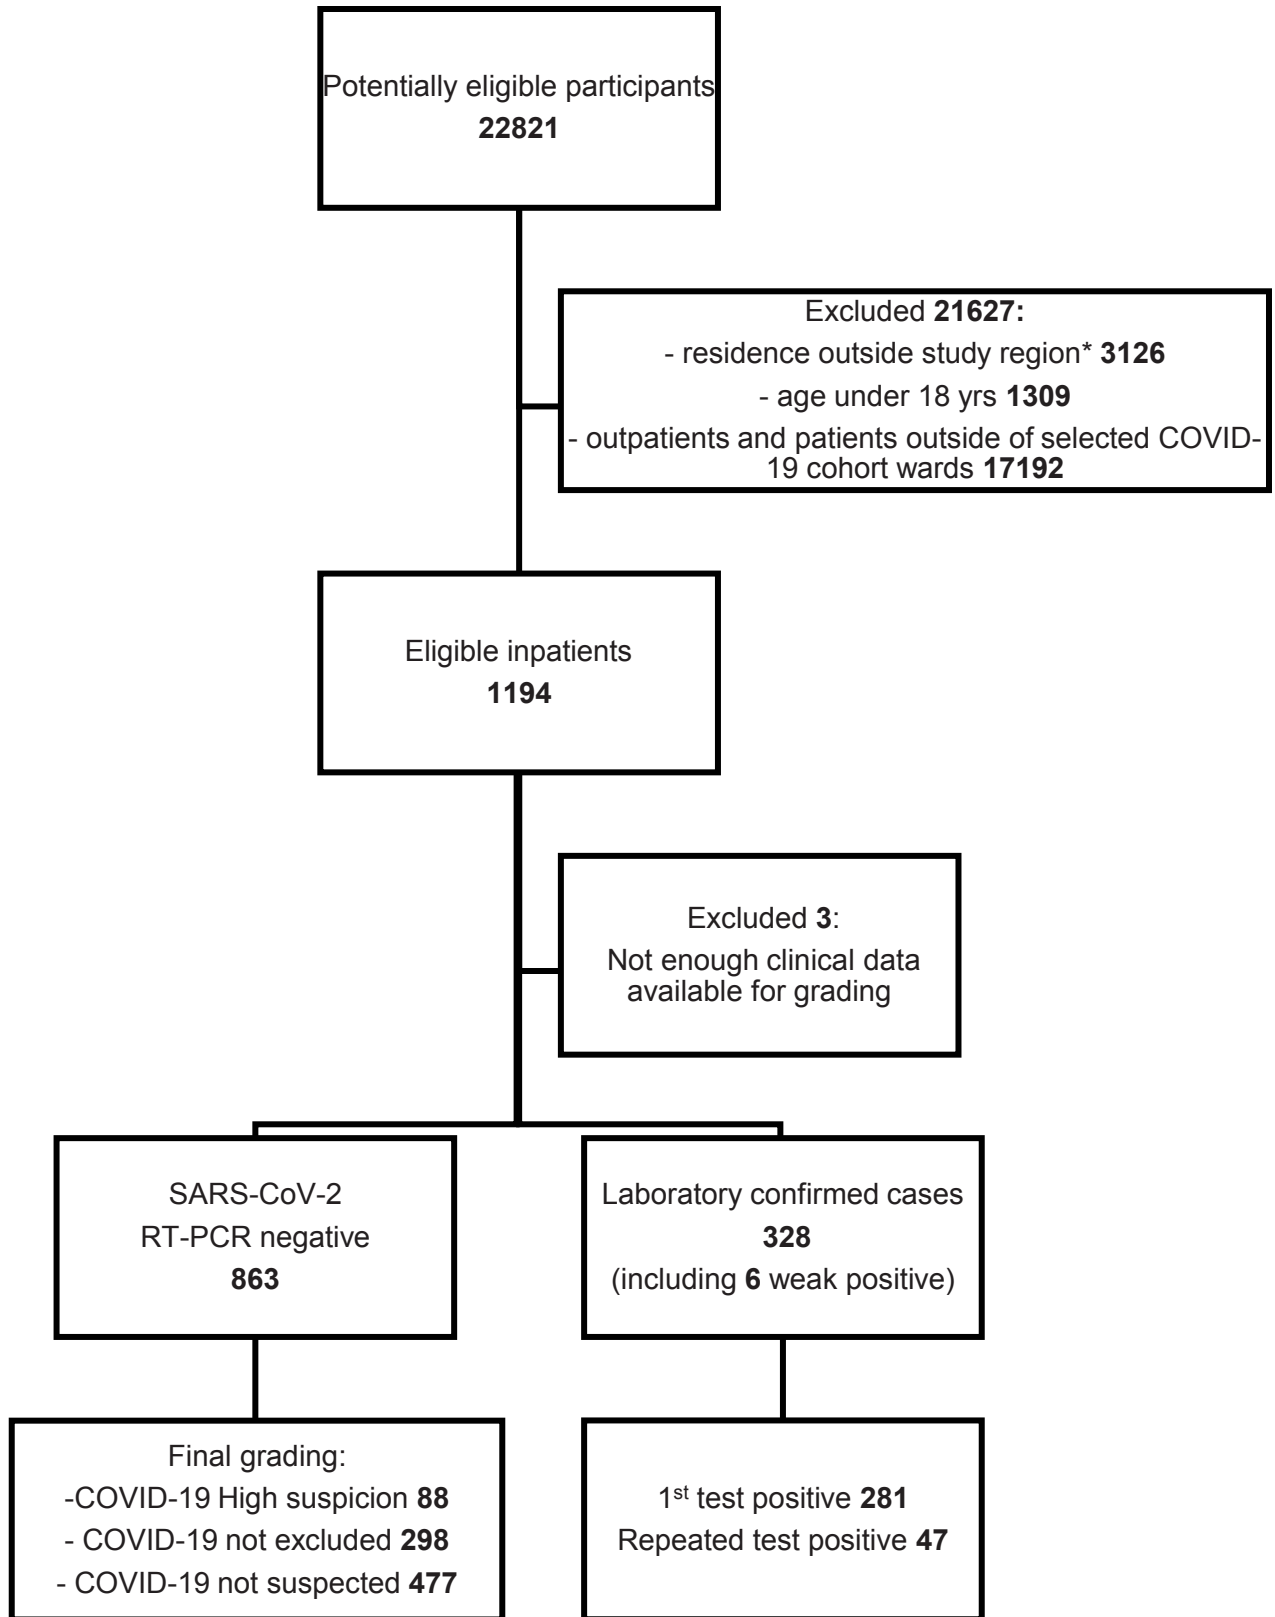 Potentially eligible participants
22821
Excluded 21627:
- residence outside study region* 3126
- age under 18 yrs 1309
- outpatients and patients outside of selected COVID-
19 cohort wards 17192
Eligible inpatients
1194
Excluded 3:
Not enough clinical data
available for grading
SARS-CoV-2
RT-PCR negative
863
Laboratory confirmed cases
328
(including 6 weak positive)
Final grading:
-COVID-19 High suspicion 88
- COVID-19 not excluded 298
- COVID-19 not suspected 477
1st test positive 281
Repeated test positive 47